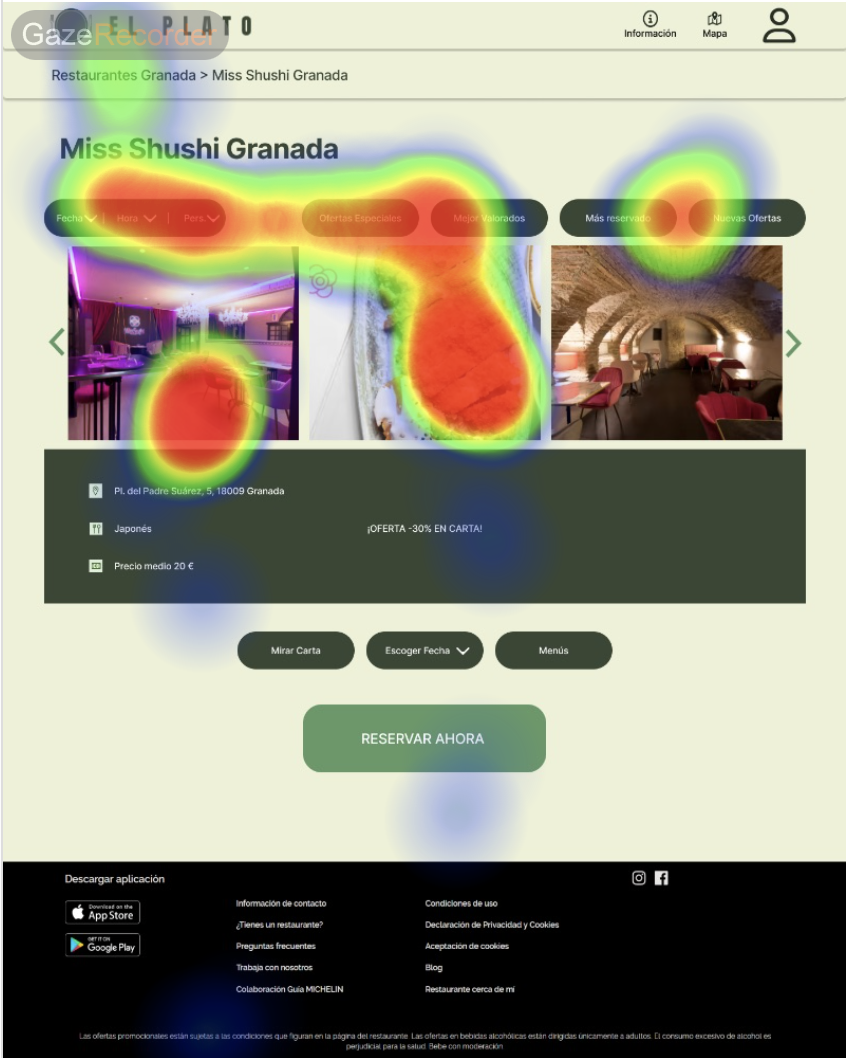 GazeRecorder
EL PLATO
Información
Mapa
Restaurantes Granada > Miss Shushi Granada
Miss Shushi Granada
Fecha
Hora
Pers.
Ofertas Especiales
Mejor Valorados
Más reservado
Nuevas Ofertas
Pl. del Padre Suárez, 5, 18009 Granada
Japonés
¡OFERTA -30% EN CARTA!
Precio medio 20 €
Mirar Carta
Escoger Fecha
Menús
RESERVAR AHORA
Descargar aplicación
Download on the
App Store
GET IT ON
Google Play
Información de contacto
¿Tienes un restaurante?
Preguntas frecuentes
Trabaja con nosotros
Colaboración Guía MICHELIN
Condiciones de uso
Declaración de Privacidad y Cookies
Aceptación de cookies
Blog
Restaurante cerca de mí
Las ofertas promocionales están sujetas a las condiciones que figuran en la página del restaurante. Las ofertas en bebidas alcohólicas están dirigidas únicamente a adultos. El consumo excesivo de alcohol es
perjudicial para la salud. Bebe con moderación